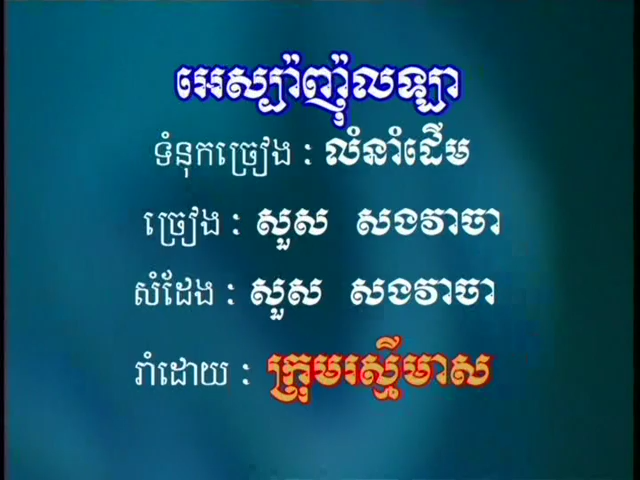 អេស្ប៉ាញ៉ុលឡា
ទំនុកច្រៀង : លំនាំដើម
ច្រៀង : សួស សងវាចា
សំដែង : សួស សងវាចា
រាំដោយ : ក្រុមរស្មីមាស